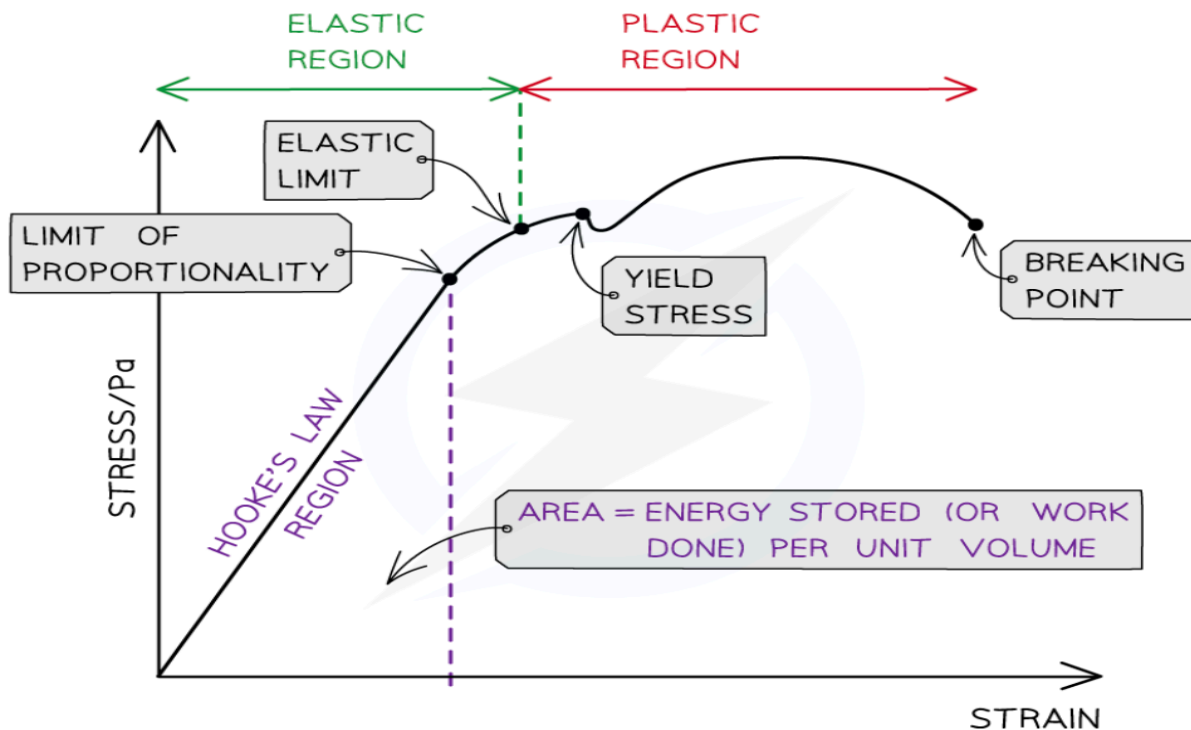 ELASTIC
REGION
PLASTIC
REGION
ELASTIC
LIMIT
LIMIT OF
PROPORTIONALITY
YIELD
STRESS
BREAKING
POINT
STRESS/Pa
HOOKE'S LAW
REGION
AREA = ENERGY STORED (OR WORK
DONE) PER UNIT VOLUME
STRAIN